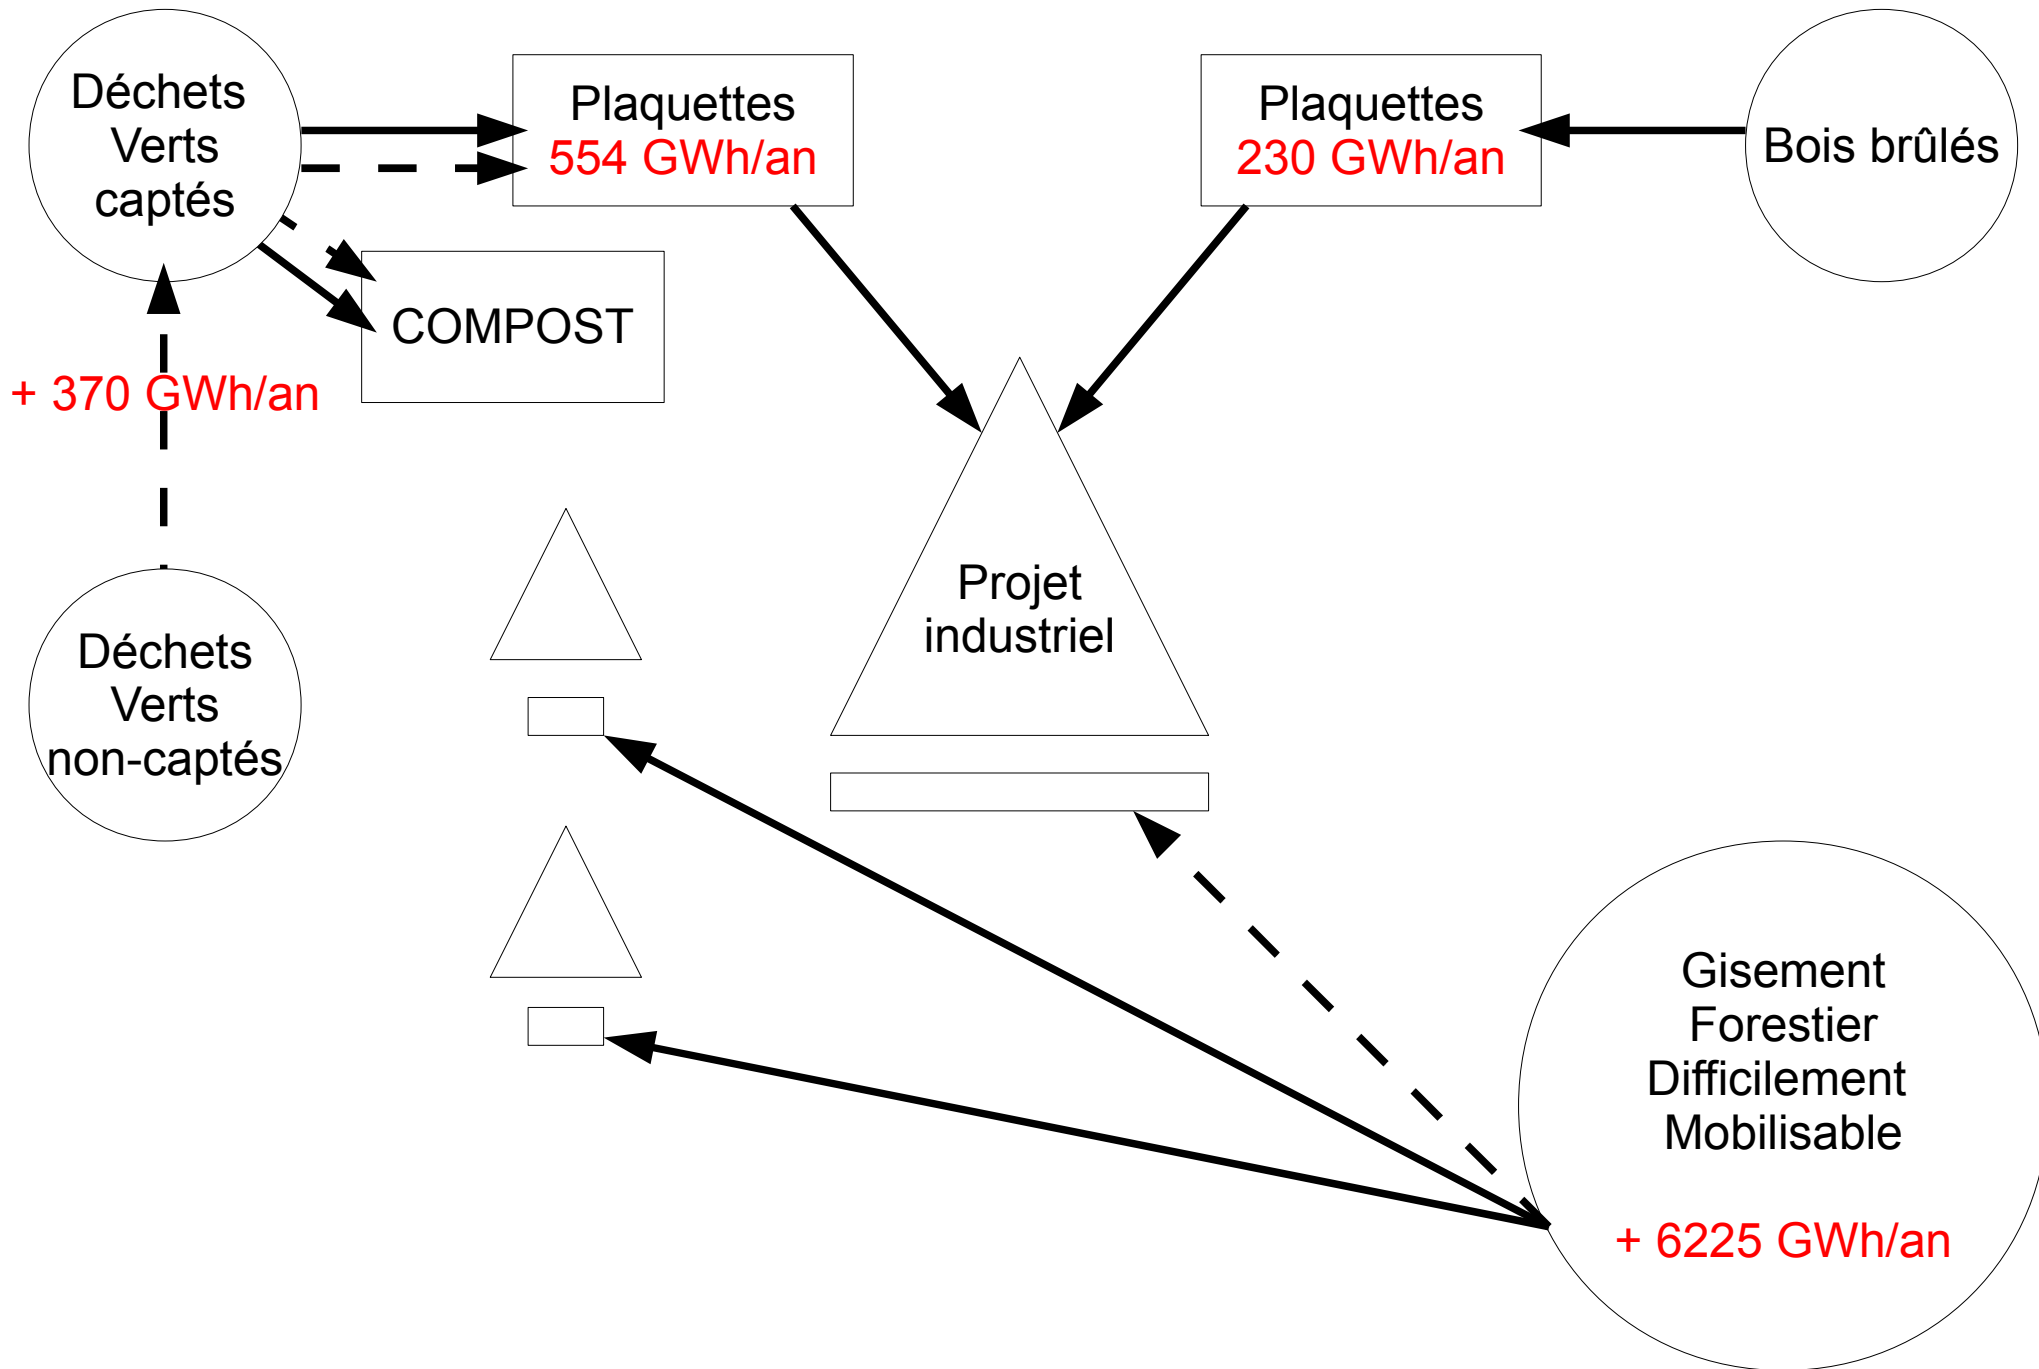 Déchets
Verts
captés
Plaquettes
554 GWh/an
Plaquettes
230 GWh/an
Bois brûlés
COMPOST
+ 370 GWh/an
Projet
industriel
Déchets
Verts
non-captés
Gisement
Forestier
Difficilement
Mobilisable
+ 6225 GWh/an